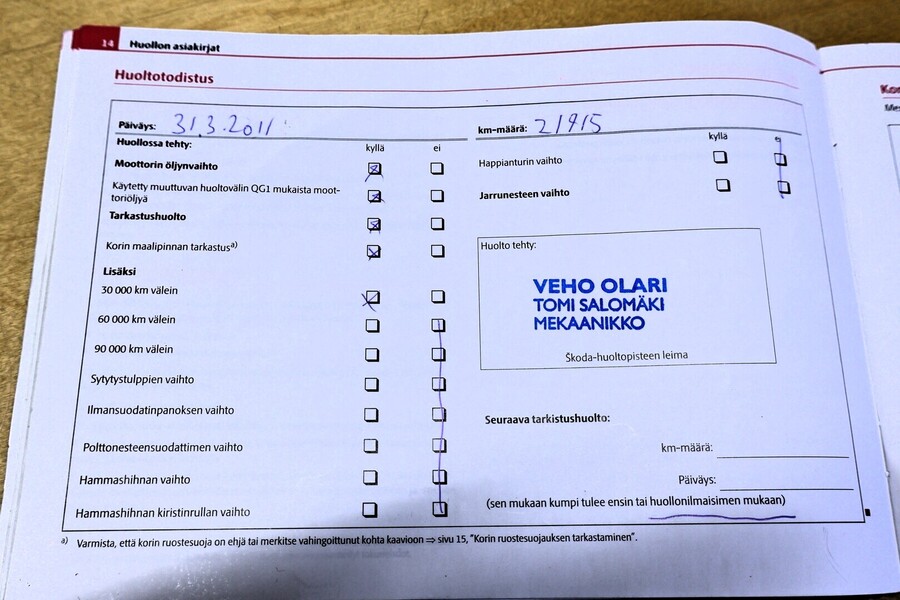 14 Huollon asiakirjat
Huoltotodistus
Päiväys: 31.3.2011
Huollossa tehty:
kyllä ei
Moottorin öljynvaihto
Käytetty muuttuvan huoltovälin QG1 mukaista moot-
toriöljyä
Tarkastushuolto
Korin maalipinnan tarkastusa)
Lisäksi
30 000 km välein
60 000 km välein
90 000 km välein
Sytytystulppien vaihto
Ilmansuodatinpanoksen vaihto
Polttonesteensuodattimen vaihto
Hammashihnan vaihto
Hammashihnan kiristinrullan vaihto
km-määrä: 21915
kyllä ei
Happianturin vaihto
Jarrunesteen vaihto
Huolto tehty:
VEHO OLARI
TOMI SALOMÄKI
MEKAANIKKO
Škoda-huoltopisteen leima
Seuraava tarkistushuolto:
km-määrä:
Päiväys:
(sen mukaan kumpi tulee ensin tai huollonilmaisimen mukaan)
a) Varmista, että korin ruostesuoja on ehjä tai merkitse vahingoittunut kohta kaavioon ⇒ sivu 15, "Korin ruostesuojauksen tarkastaminen".